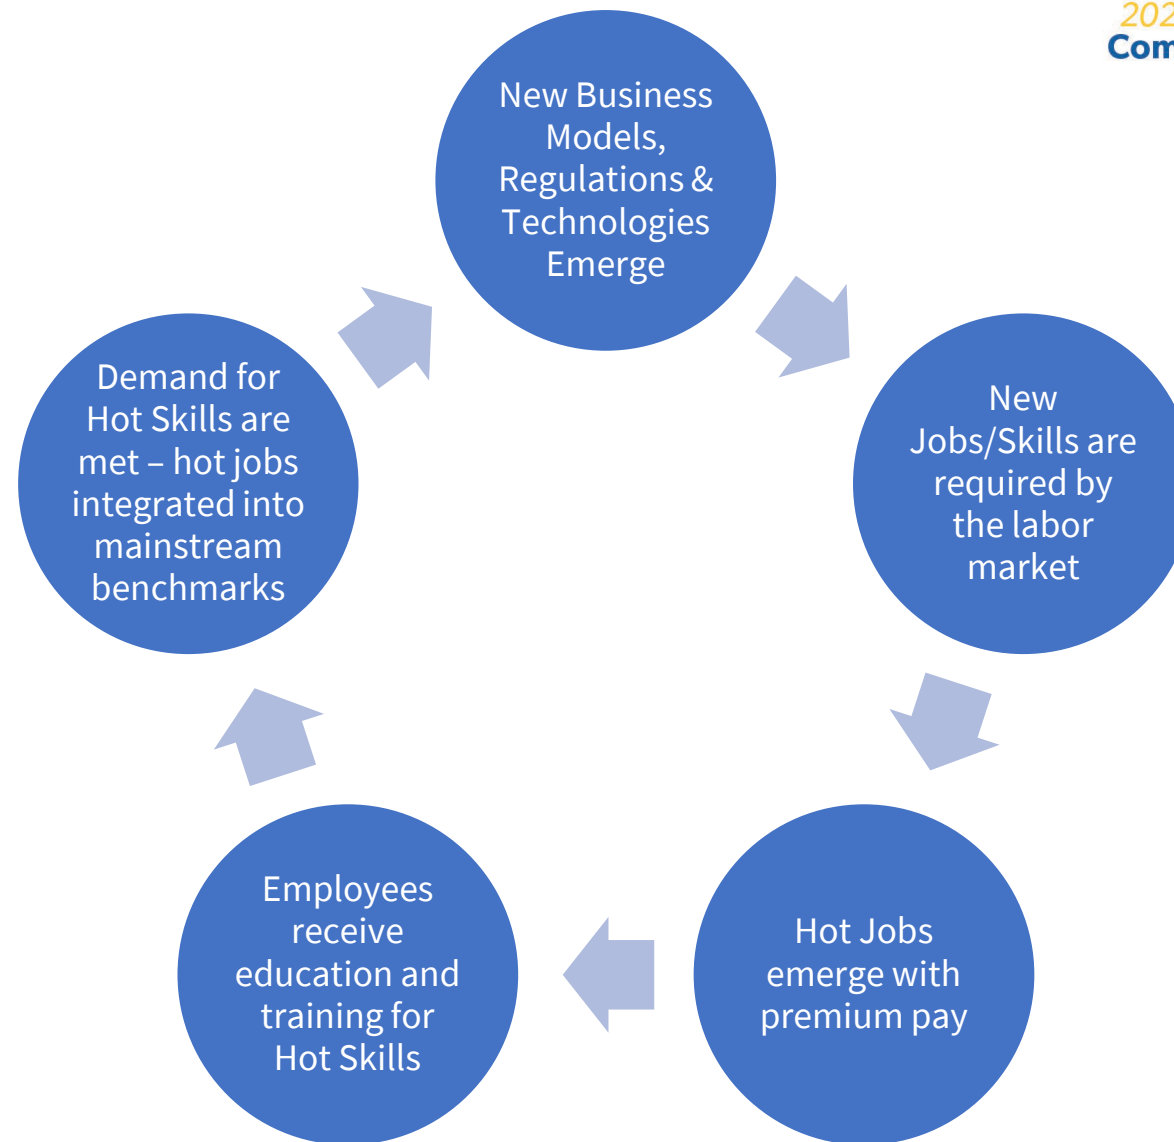 New Business
Models,
Regulations &
Technologies
Emerge
New
Jobs/Skills are
required by
the labor
market
Hot Jobs
emerge with
premium pay
Employees
receive
education and
training for
Hot Skills
Demand for
Hot Skills are
met – hot jobs
integrated into
mainstream
benchmarks